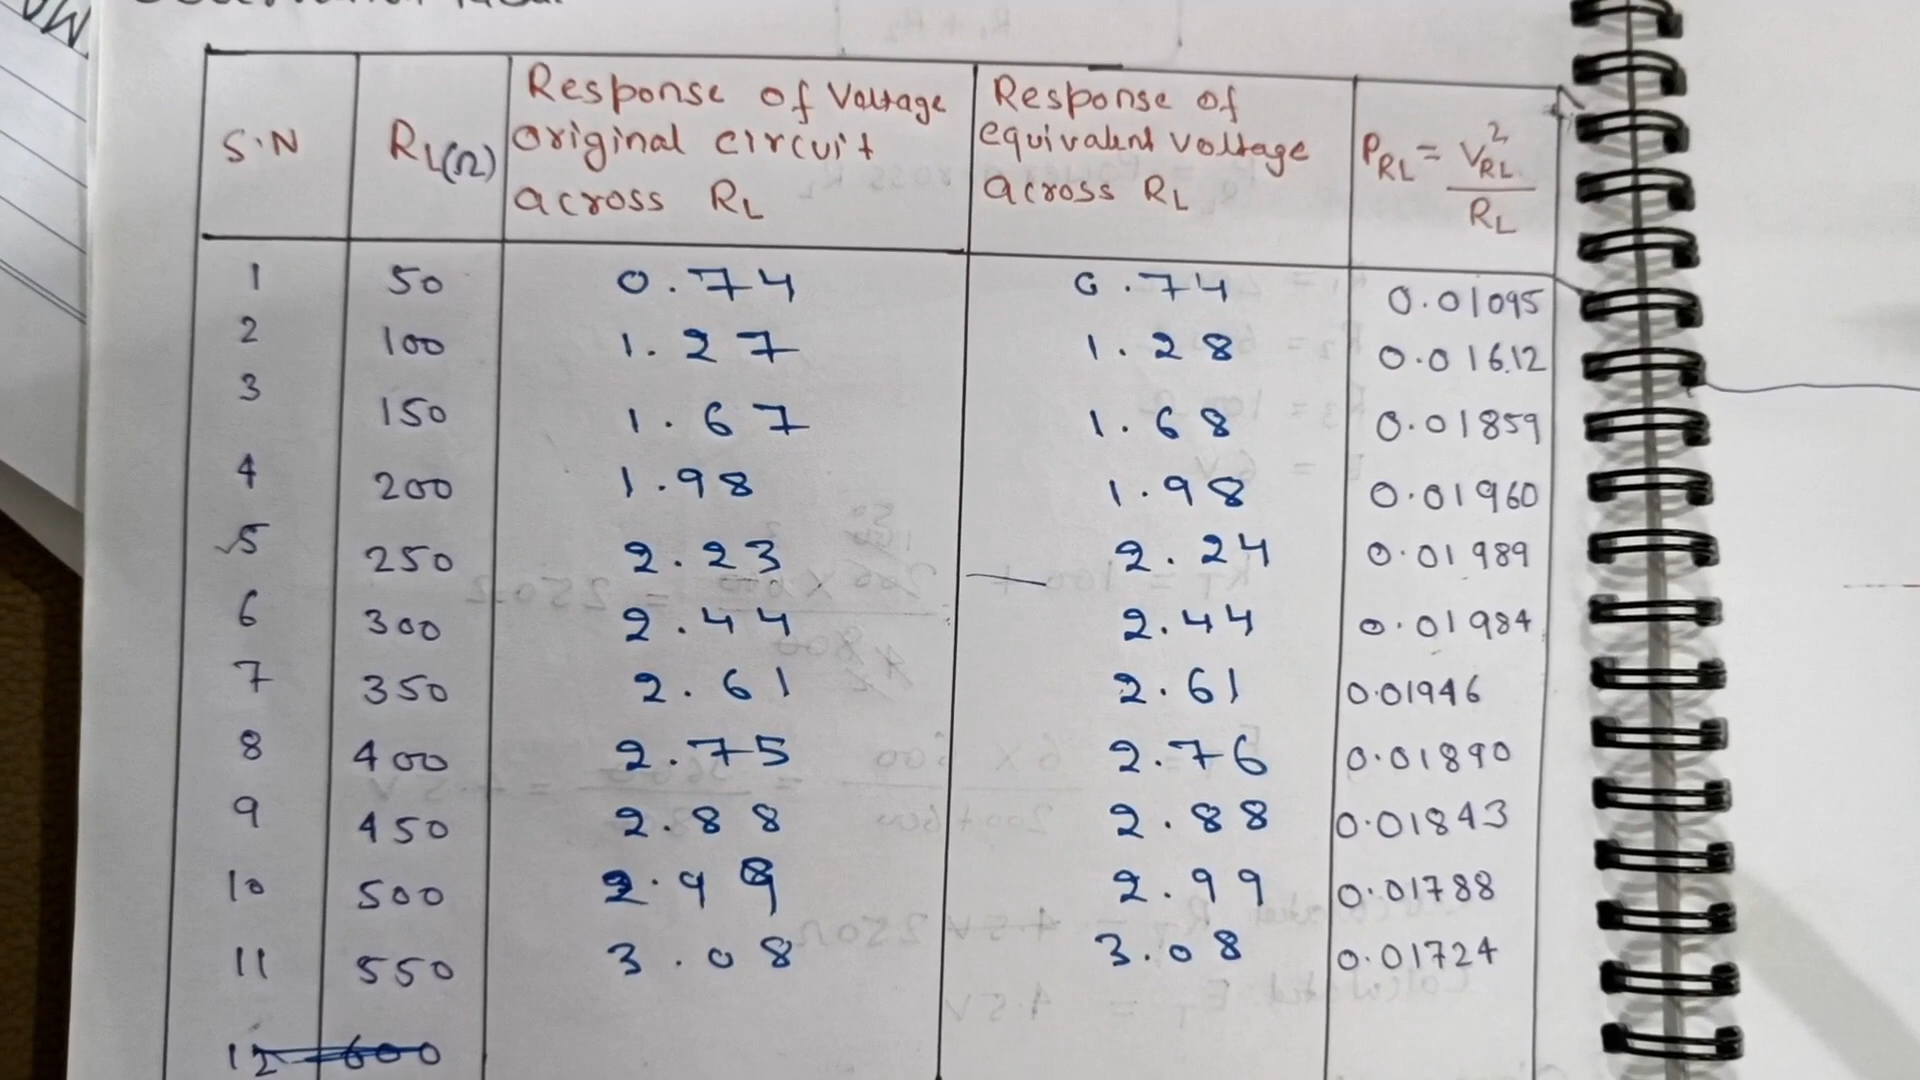 S.N RL(Ω) Response of Voltage original circuit across RL Response of equivalent Voltage across RL PRL = VRL² / RL
1 50 0.74 0.74 0.01095
2 100 1.27 1.28 0.01612
3 150 1.67 1.68 0.01859
4 200 1.98 1.98 0.01960
5 250 2.23 2.24 0.01989
6 300 2.44 2.44 0.01984
7 350 2.61 2.61 0.01946
8 400 2.75 2.76 0.01890
9 450 2.88 2.88 0.01843
10 500 2.99 2.99 0.01788
11 550 3.08 3.08 0.01724
12 600